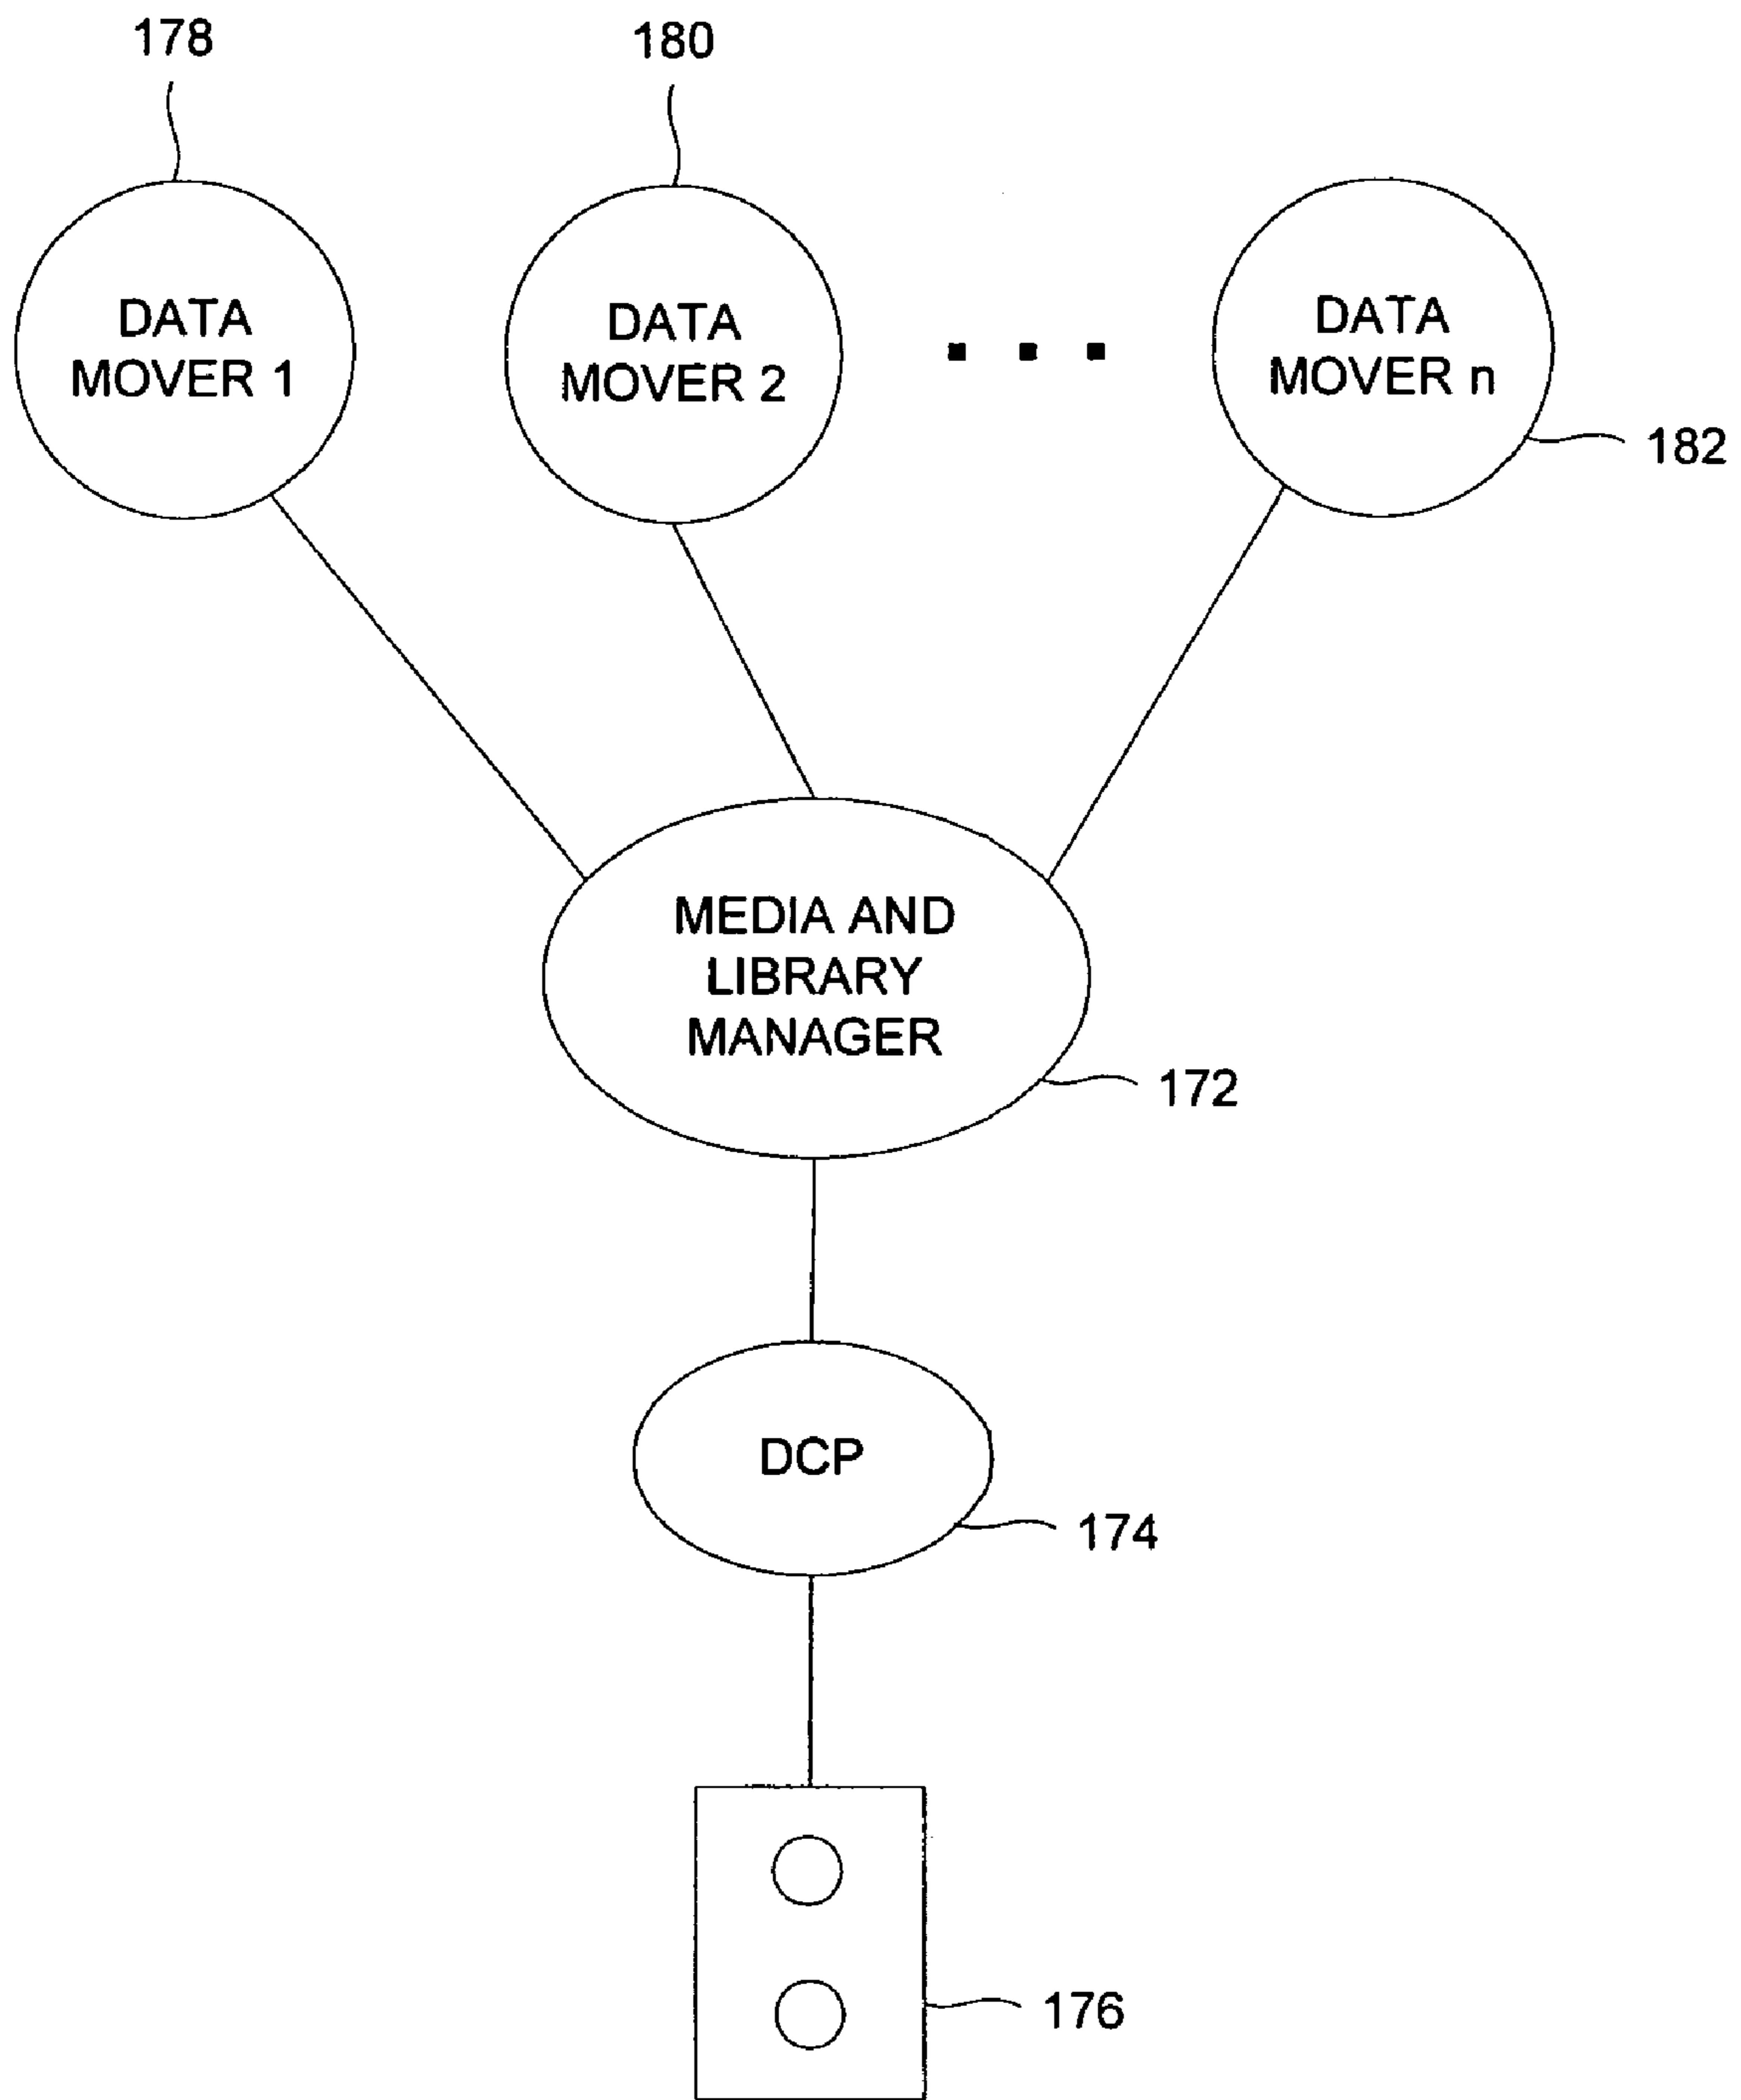 178
180
DATA
MOVER 1
DATA
MOVER 2
DATA
MOVER n
182
MEDIA AND
LIBRARY
MANAGER
172
DCP
174
176